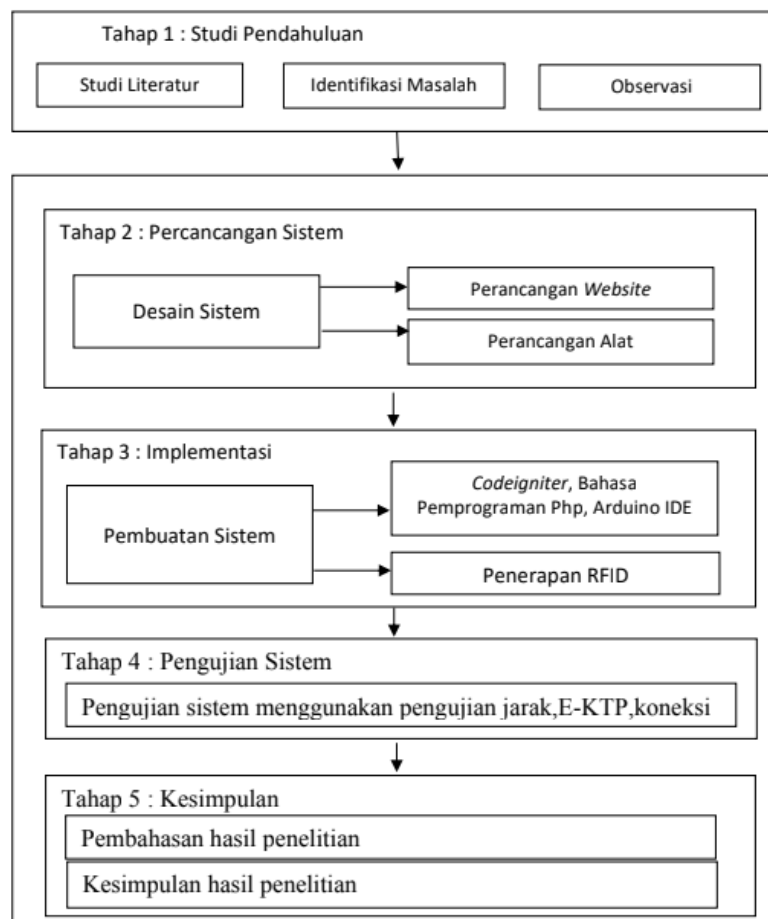 Tahap 1 : Studi Pendahuluan
Studi Literatur
Identifikasi Masalah
Observasi
Tahap 2 : Percancangan Sistem
Desain Sistem
Perancangan Website
Perancangan Alat
Tahap 3 : Implementasi
Pembuatan Sistem
Codeigniter, Bahasa
Pemprograman Php, Arduino IDE
Penerapan RFID
Tahap 4 : Pengujian Sistem
Pengujian sistem menggunakan pengujian jarak,E-KTP,koneksi
Tahap 5 : Kesimpulan
Pembahasan hasil penelitian
Kesimpulan hasil penelitian